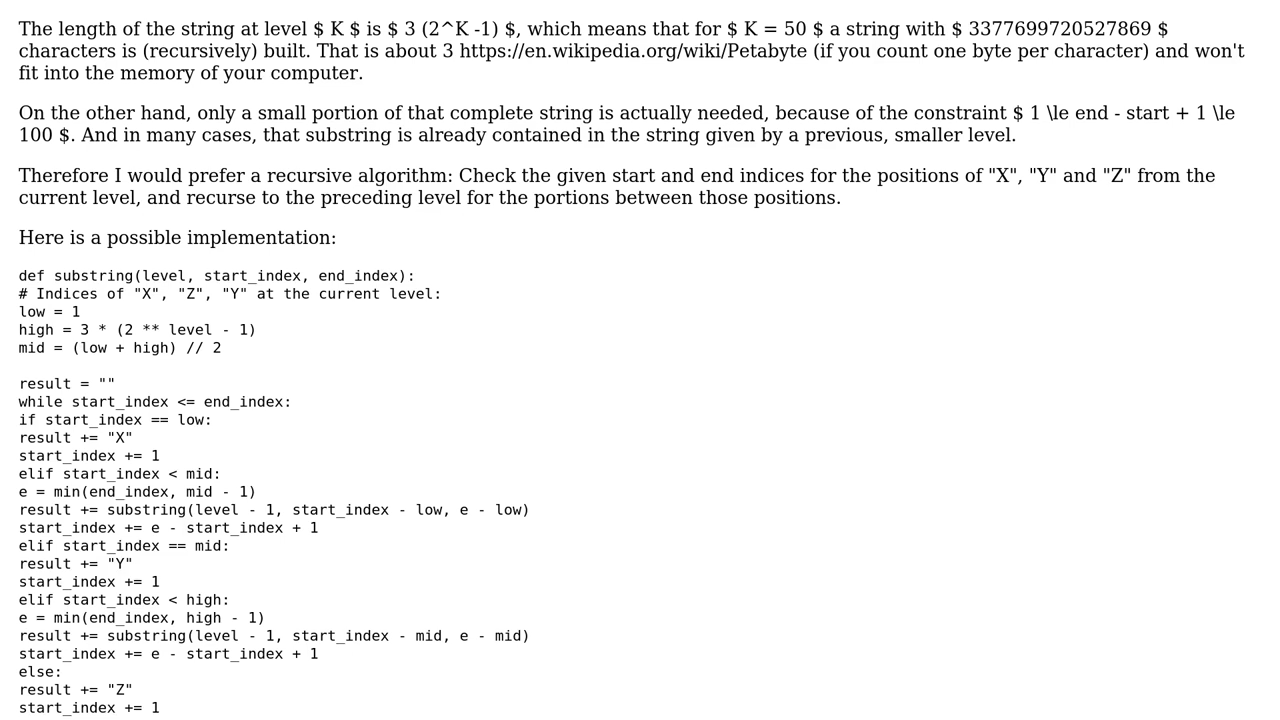 The length of the string at level $ K $ is $ 3 (2^K -1) $, which means that for $ K = 50 $ a string with $ 3377699720527869 $
characters is (recursively) built. That is about 3 https://en.wikipedia.org/wiki/Petabyte (if you count one byte per character) and won't
fit into the memory of your computer.
On the other hand, only a small portion of that complete string is actually needed, because of the constraint $ 1 \le end - start + 1 \le
100 $. And in many cases, that substring is already contained in the string given by a previous, smaller level.
Therefore I would prefer a recursive algorithm: Check the given start and end indices for the positions of "X", "Y" and "Z" from the
current level, and recurse to the preceding level for the portions between those positions.
Here is a possible implementation:
def substring(level, start_index, end_index):
# Indices of "X", "Z", "Y" at the current level:
low = 1
high = 3 * (2 ** level - 1)
mid = (low + high) // 2
result = ""
while start_index <= end_index:
if start_index == low:
result += "X"
start_index += 1
elif start_index < mid:
e = min(end_index, mid - 1)
result += substring(level - 1, start_index - low, e - low)
start_index += e - start_index + 1
elif start_index == mid:
result += "Y"
start_index += 1
elif start_index < high:
e = min(end_index, high - 1)
result += substring(level - 1, start_index - mid, e - mid)
start_index += e - start_index + 1
else:
result += "Z"
start_index += 1